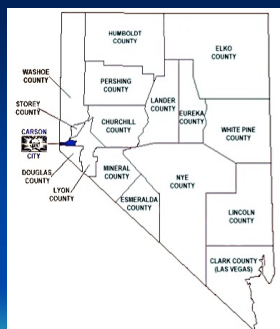 HUMBOLDT
COUNTY
ELKO
COUNTY
WASHOE
COUNTY
PERSHING
COUNTY
LANDER
COUNTY
EUREKA
COUNTY
STOREY
COUNTY
CHURCHILL
COUNTY
WHITE PINE
COUNTY
CARSON
CITY
DOUGLAS
COUNTY
LYON
COUNTY
MINERAL
COUNTY
NYE
COUNTY
ESMERALDA
COUNTY
LINCOLN
COUNTY
CLARK COUNTY
(LAS VEGAS)